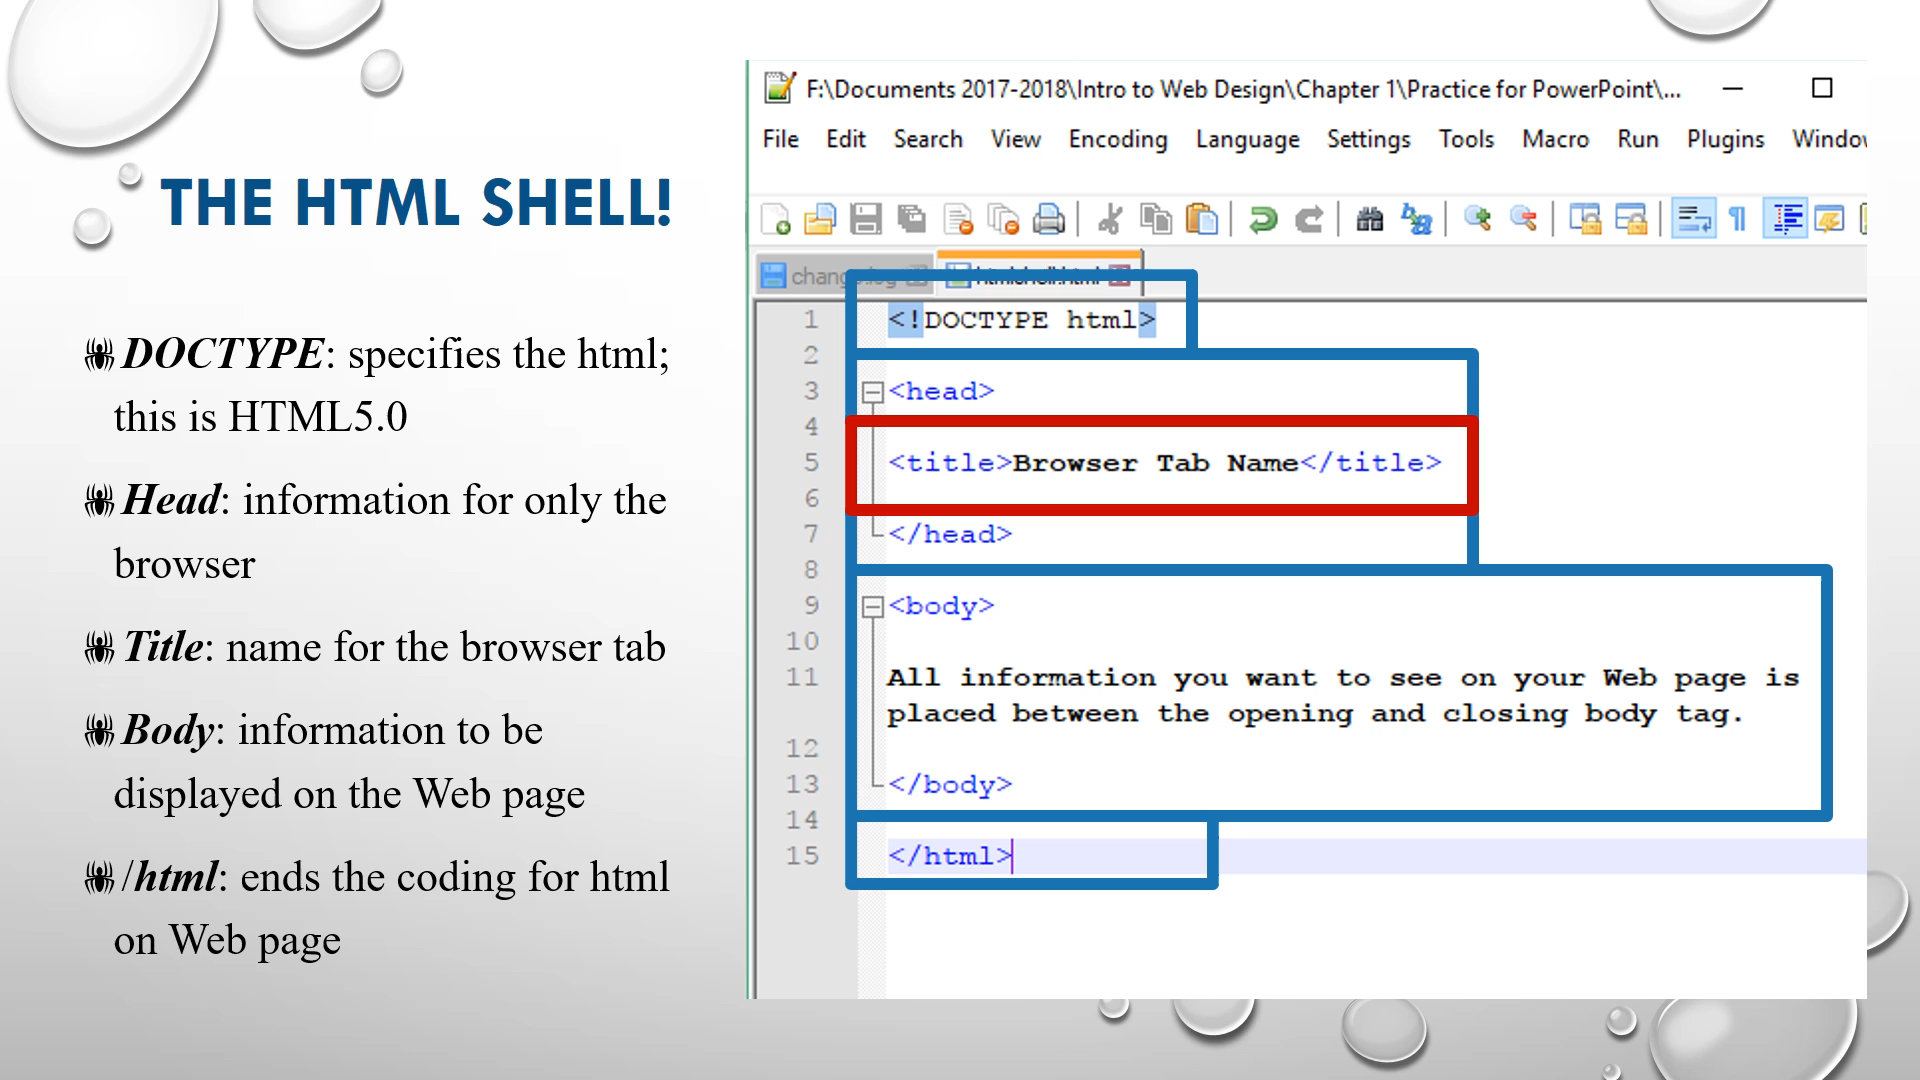 THE HTML SHELL!
DOCTYPE: specifies the html;
this is HTML5.0
Head: information for only the
browser
Title: name for the browser tab
Body: information to be
displayed on the Web page
/html: ends the coding for html
on Web page
F:\Documents 2017-2018\Intro to Web Design\Chapter 1\Practice for PowerPoint\...
File Edit Search View Encoding Language Settings Tools Macro Run Plugins
1 <!DOCTYPE html>
2
3 <head>
4
5 <title>Browser Tab Name</title>
6
7 </head>
8
9 <body>
10
11 All information you want to see on your Web page is
placed between the opening and closing body tag.
12
13 </body>
14
15 </html>